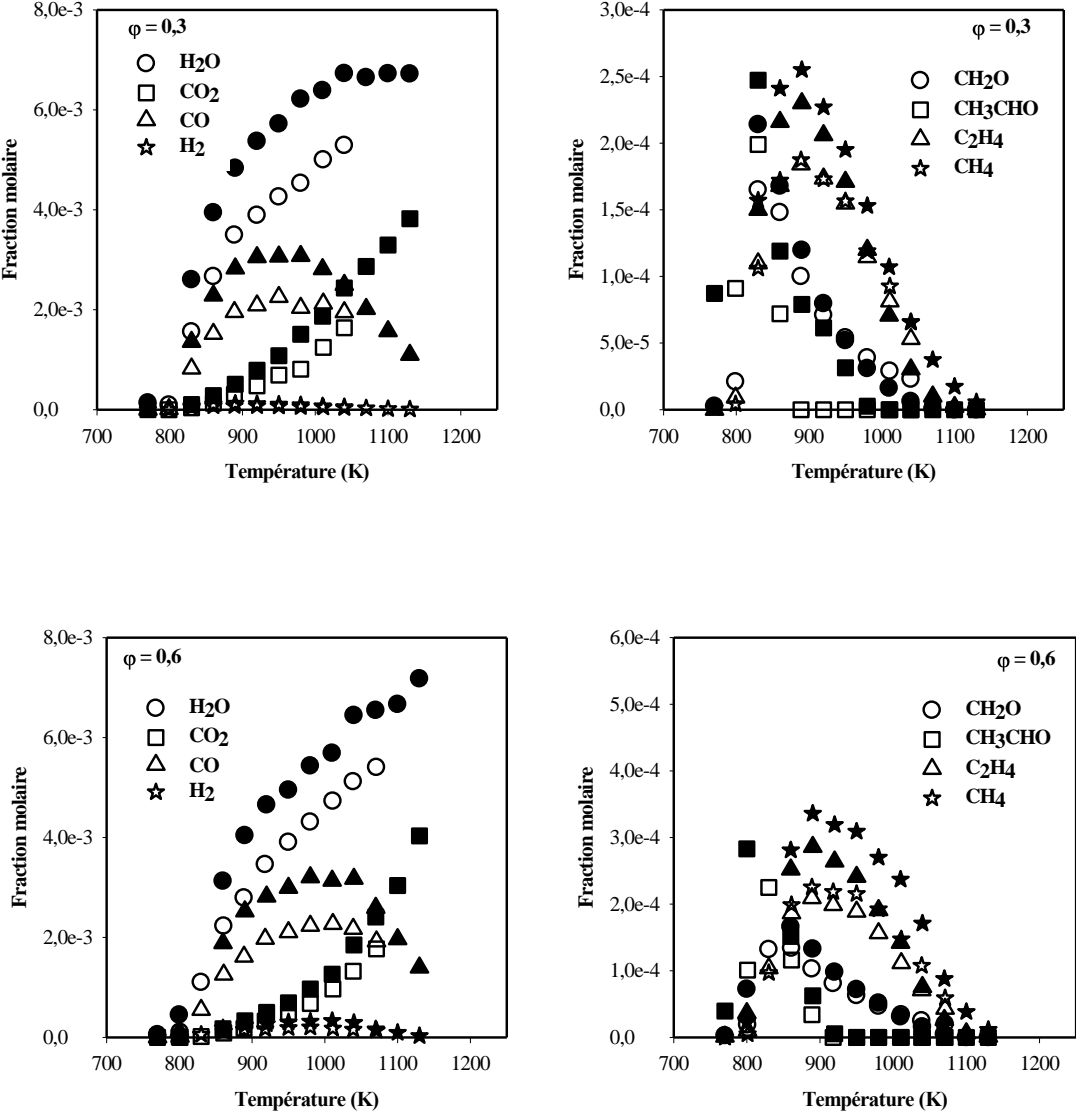 8,0e-3
φ = 0,3
H2O
CO2
CO
H2
6,0e-3
4,0e-3
2,0e-3
0,0
Fraction molaire
700 800 900 1000 1100 1200
Température (K)
3,0e-4
φ = 0,3
CH2O
CH3CHO
C2H4
CH4
2,5e-4
2,0e-4
1,5e-4
1,0e-4
5,0e-5
0,0
Fraction molaire
700 800 900 1000 1100 1200
Température (K)
8,0e-3
φ = 0,6
H2O
CO2
CO
H2
6,0e-3
4,0e-3
2,0e-3
0,0
Fraction molaire
700 800 900 1000 1100 1200
Température (K)
6,0e-4
φ = 0,6
CH2O
CH3CHO
C2H4
CH4
5,0e-4
4,0e-4
3,0e-4
2,0e-4
1,0e-4
0,0
Fraction molaire
700 800 900 1000 1100 1200
Température (K)